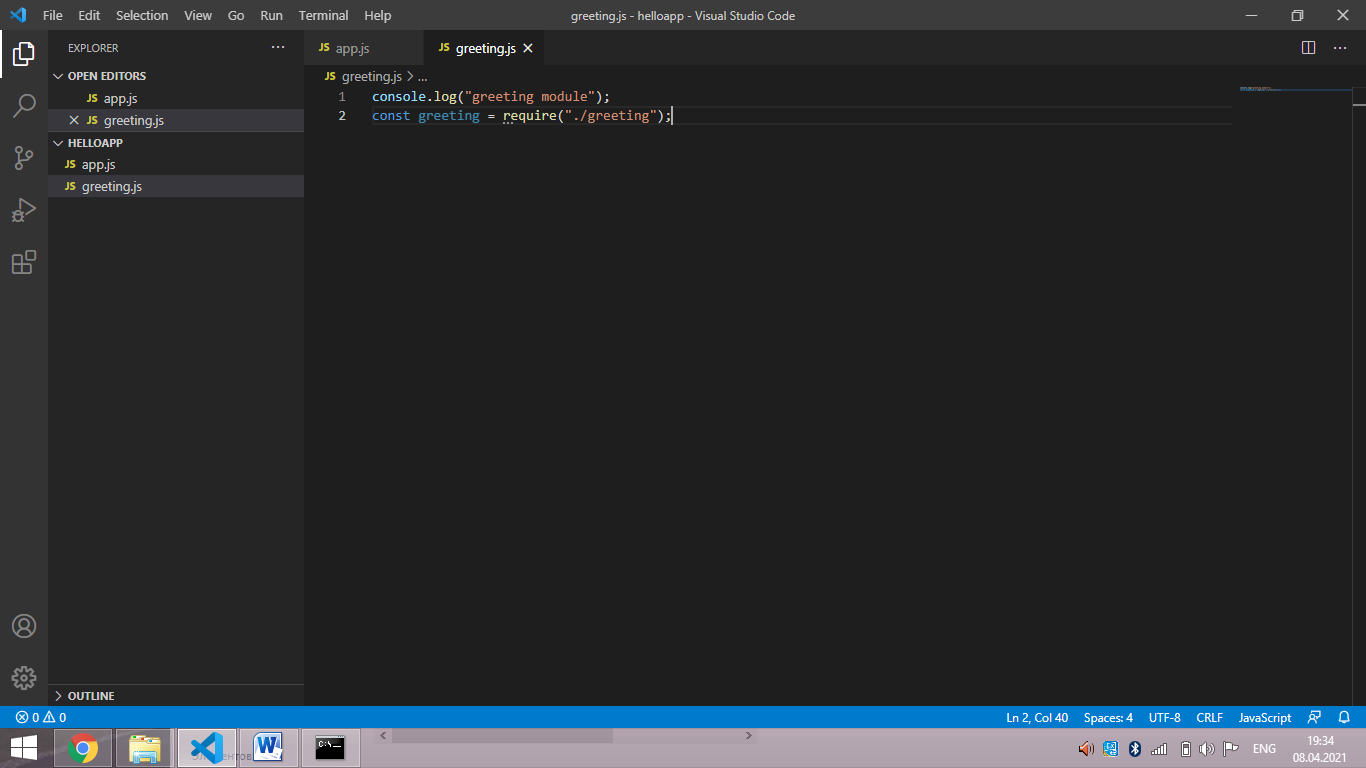 File Edit Selection View Go Run Terminal Help
greeting.js - helloapp - Visual Studio Code
EXPLORER
OPEN EDITORS
JS app.js
JS greeting.js
HELLOAPP
JS app.js
JS greeting.js
OUTLINE
JS app.js
JS greeting.js
JS greeting.js > ...
1 console.log("greeting module");
2 const greeting = require("./greeting");
0 0
Ln 2, Col 40 Spaces: 4 UTF-8 CRLF JavaScript
C:\_
ENG
19:34
08.04.2021